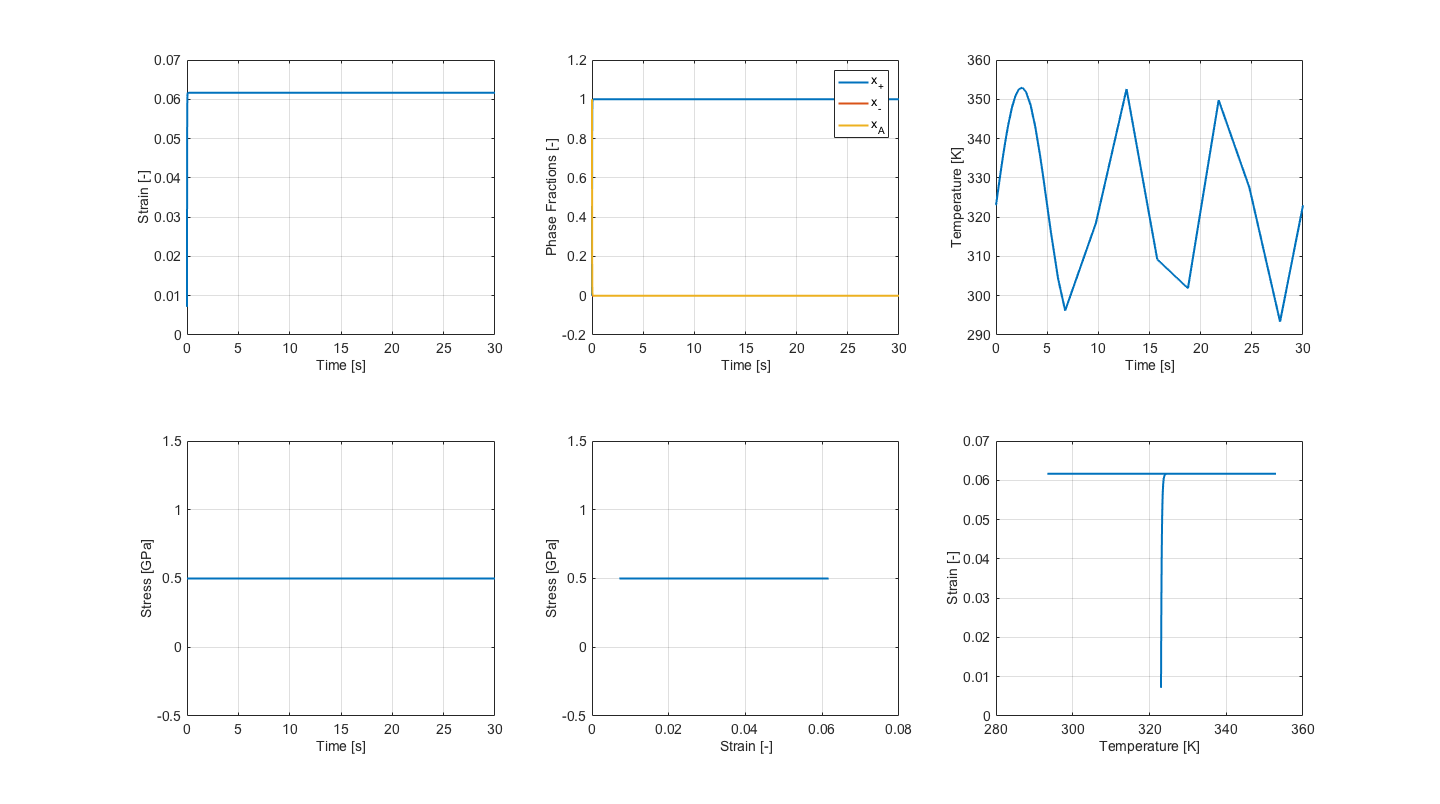 0.07
0.06
0.05
0.04
0.03
0.02
0.01
0
Strain [-]
0 5 10 15 20 25 30
Time [s]
1.2
1
0.8
0.6
0.4
0.2
0
-0.2
Phase Fractions [-]
x+
x-
xA
0 5 10 15 20 25 30
Time [s]
360
350
340
330
320
310
300
290
Temperature [K]
0 5 10 15 20 25 30
Time [s]
1.5
1
0.5
0
-0.5
Stress [GPa]
0 5 10 15 20 25 30
Time [s]
1.5
1
0.5
0
-0.5
Stress [GPa]
0 0.02 0.04 0.06 0.08
Strain [-]
0.07
0.06
0.05
0.04
0.03
0.02
0.01
0
Strain [-]
280 300 320 340 360
Temperature [K]